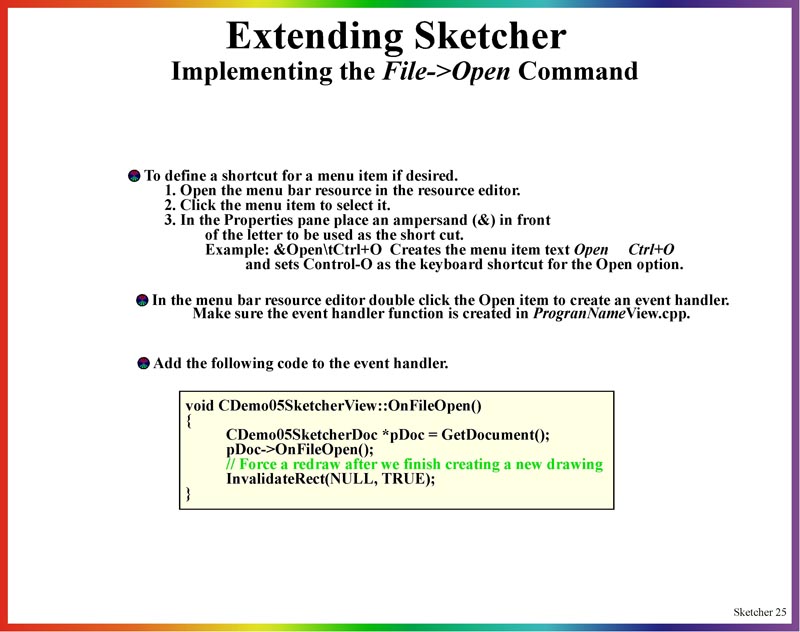 Extending Sketcher
Implementing the File->Open Command
To define a shortcut for a menu item if desired.
1. Open the menu bar resource in the resource editor.
2. Click the menu item to select it.
3. In the Properties pane place an ampersand (&) in front
of the letter to be used as the short cut.
Example: &Open\tCtrl+O Creates the menu item text Open Ctrl+O
and sets Control-O as the keyboard shortcut for the Open option.
In the menu bar resource editor double click the Open item to create an event handler.
Make sure the event handler function is created in ProgranNameView.cpp.
Add the following code to the event handler.
void CDemo05SketcherView::OnFileOpen()
{
CDemo05SketcherDoc *pDoc = GetDocument();
pDoc->OnFileOpen();
// Force a redraw after we finish creating a new drawing
InvalidateRect(NULL, TRUE);
}
Sketcher 25